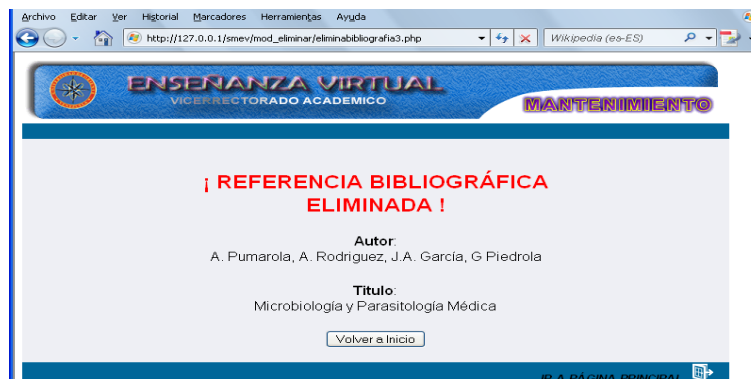 Archivo Editar Ver Historial Marcadores Herramientas Ayuda
http://127.0.0.1/smev/mod_eliminar/eliminabibliografia3.php Wikipedia (es-ES)
ENSEÑANZA VIRTUAL
VICERRECTORADO ACADEMICO
MANTENIMIENTO
¡ REFERENCIA BIBLIOGRÁFICA
ELIMINADA !
Autor:
A. Pumarola, A. Rodriguez, J.A. García, G Piedrola
Titulo:
Microbiología y Parasitología Médica
Volver a Inicio
IR A PÁGINA PRINCIPAL